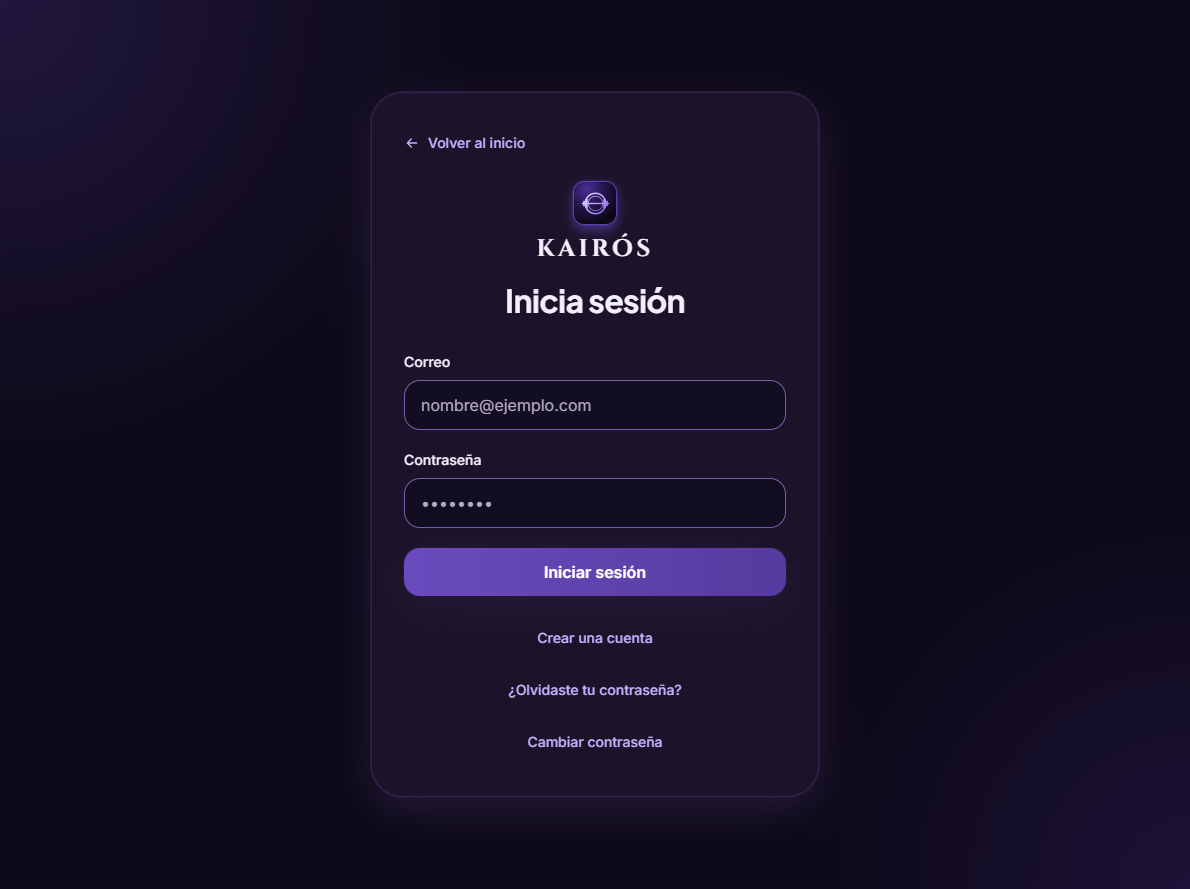 ← Volver al inicio
KAIRÓS
Inicia sesión
Correo
nombre@ejemplo.com
Contraseña
••••••••
Iniciar sesión
Crear una cuenta
¿Olvidaste tu contraseña?
Cambiar contraseña